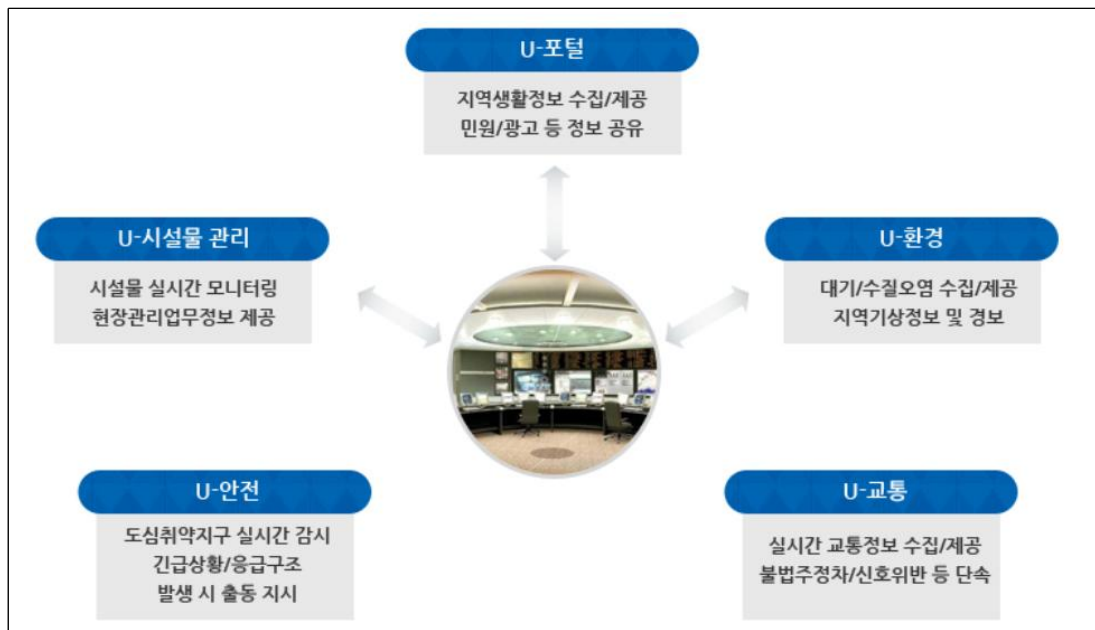 U-포털
지역생활정보 수집/제공
민원/광고 등 정보 공유
U-시설물 관리
시설물 실시간 모니터링
현장관리업무정보 제공
U-환경
대기/수질오염 수집/제공
지역기상정보 및 경보
U-안전
도심취약지구 실시간 감시
긴급상황/응급구조
발생 시 출동 지시
U-교통
실시간 교통정보 수집/제공
불법주정차/신호위반 등 단속